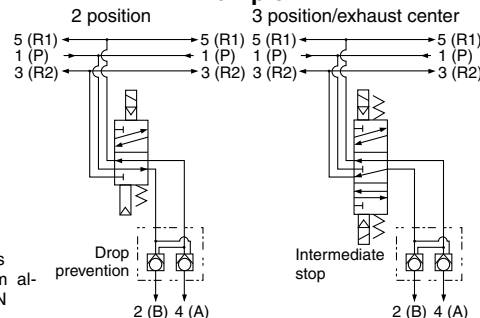 2 position
3 position/exhaust center
5 (R1) 5 (R1) 5 (R1) 5 (R1)
1 (P) 1 (P) 1 (P) 1 (P)
3 (R2) 3 (R2) 3 (R2) 3 (R2)
Drop
prevention
Intermediate
stop
2 (B) 4 (A) 2 (B) 4 (A)